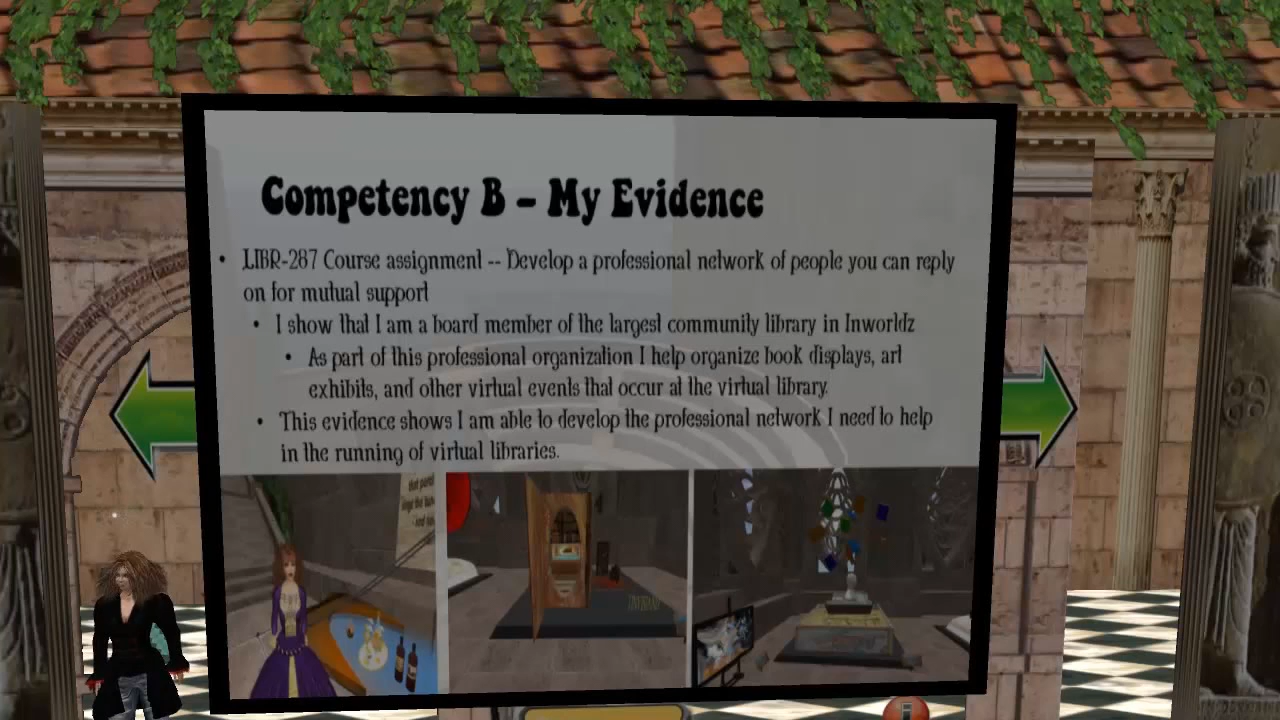 Competency B – My Evidence
• LIBR-287 Course assignment -- Develop a professional network of people you can reply
on for mutual support
• I show that I am a board member of the largest community library in Inworldz
• As part of this professional organization I help organize book displays, art
exhibits, and other virtual events that occur at the virtual library.
• This evidence shows I am able to develop the professional network I need to help
in the running of virtual libraries.